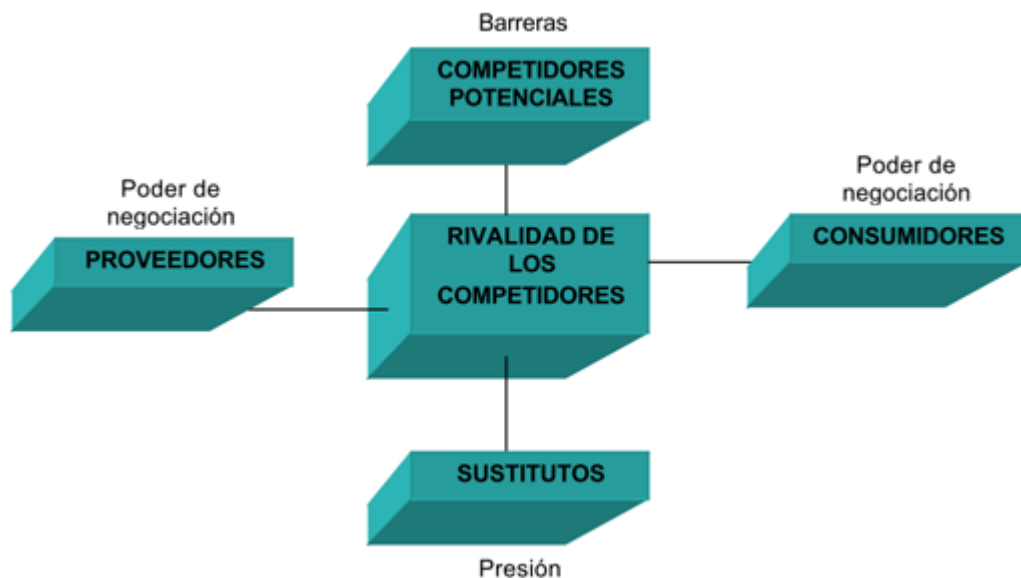 Barreras
COMPETIDORES
POTENCIALES
Poder de
negociación
PROVEEDORES
RIVALIDAD DE
LOS
COMPETIDORES
Poder de
negociación
CONSUMIDORES
SUSTITUTOS
Presión